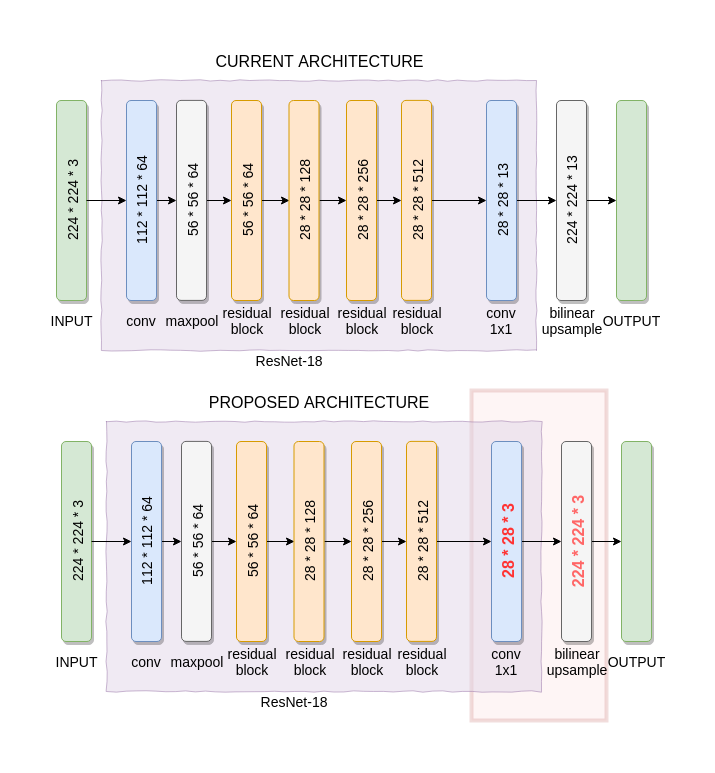 CURRENT ARCHITECTURE
224 * 224 * 3
112 * 112 * 64
56 * 56 * 64
56 * 56 * 64
28 * 28 * 128
28 * 28 * 256
28 * 28 * 512
28 * 28 * 13
224 * 224 * 13
INPUT
conv
maxpool
residual
block
residual
block
residual
block
residual
block
conv
1x1
bilinear
upsample
OUTPUT
ResNet-18
PROPOSED ARCHITECTURE
224 * 224 * 3
112 * 112 * 64
56 * 56 * 64
56 * 56 * 64
28 * 28 * 128
28 * 28 * 256
28 * 28 * 512
28 * 28 * 3
224 * 224 * 3
INPUT
conv
maxpool
residual
block
residual
block
residual
block
residual
block
conv
1x1
bilinear
upsample
OUTPUT
ResNet-18